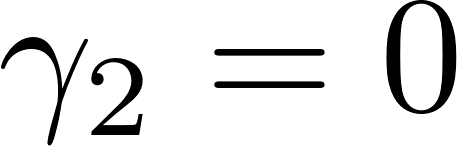 γ₂ = 0